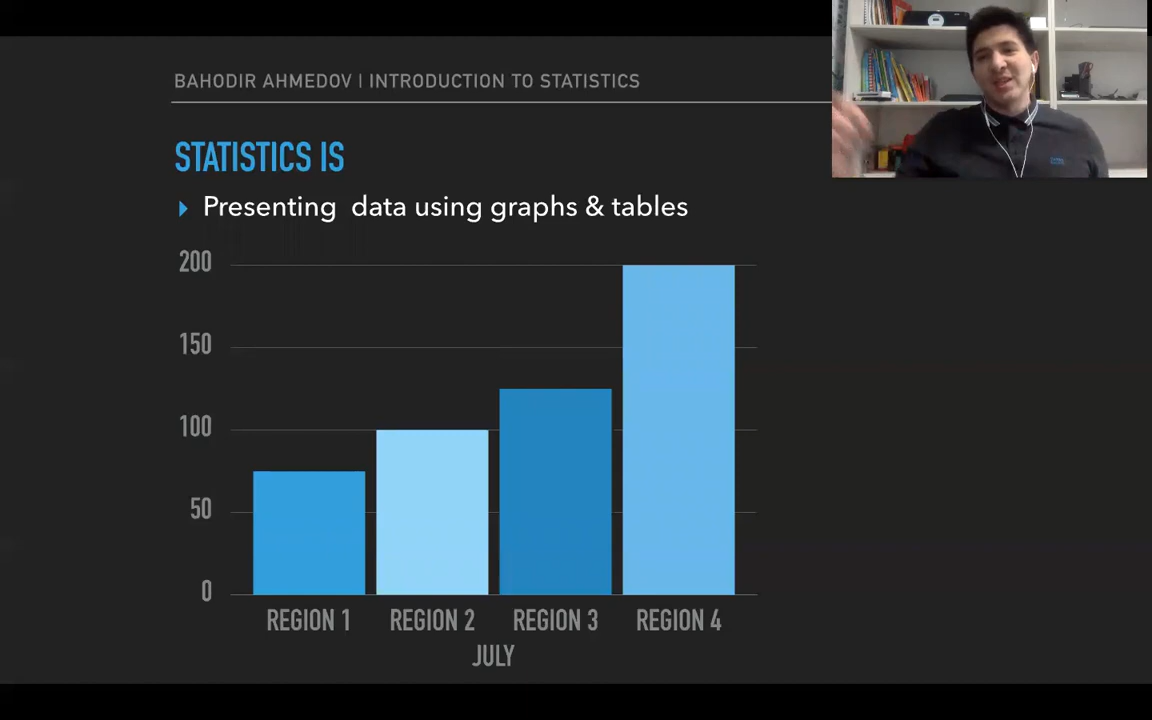 BAHODIR AHMEDOV | INTRODUCTION TO STATISTICS
STATISTICS IS
Presenting data using graphs & tables
200
150
100
50
0
REGION 1 REGION 2 REGION 3 REGION 4
JULY